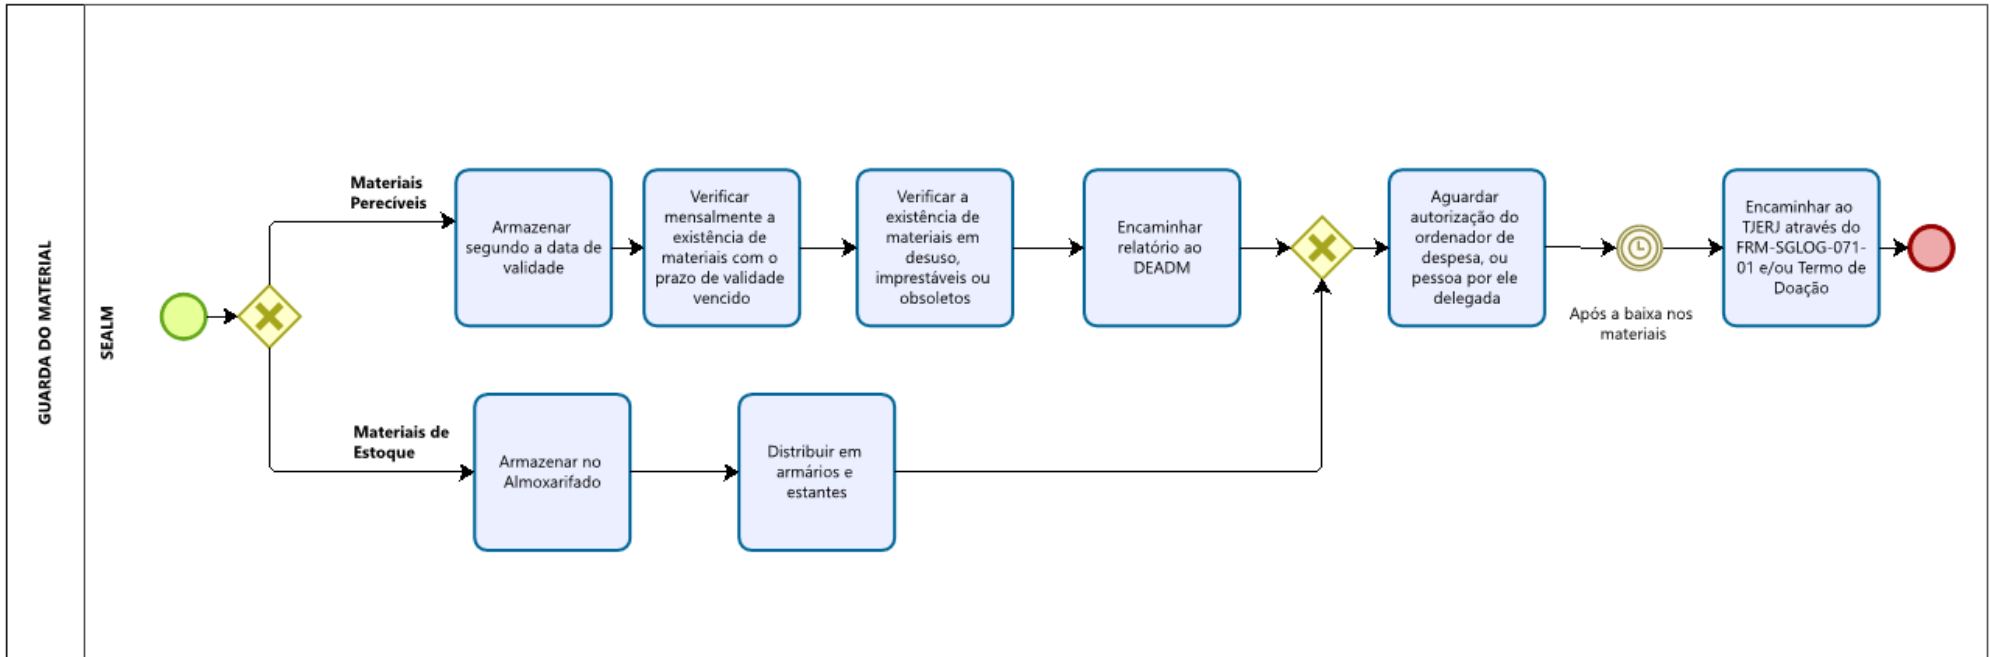 GUARDA DO MATERIAL
SEALM
Materiais
Perecíveis
Armazenar
segundo a data de
validade
Verificar
mensalmente a
existência de
materiais com o
prazo de validade
vencido
Verificar a
existência de
materiais em
desuso,
imprestáveis ou
obsoletos
Encaminhar
relatório ao
DEADM
Aguardar
autorização do
ordenador de
despesa, ou
pessoa por ele
delegada
Após a baixa nos
materiais
Encaminhar ao
TJERJ através do
FRM-SGLOG-071-
01 e/ou Termo de
Doação
Materiais de
Estoque
Armazenar no
Almoxarifado
Distribuir em
armários e
estantes